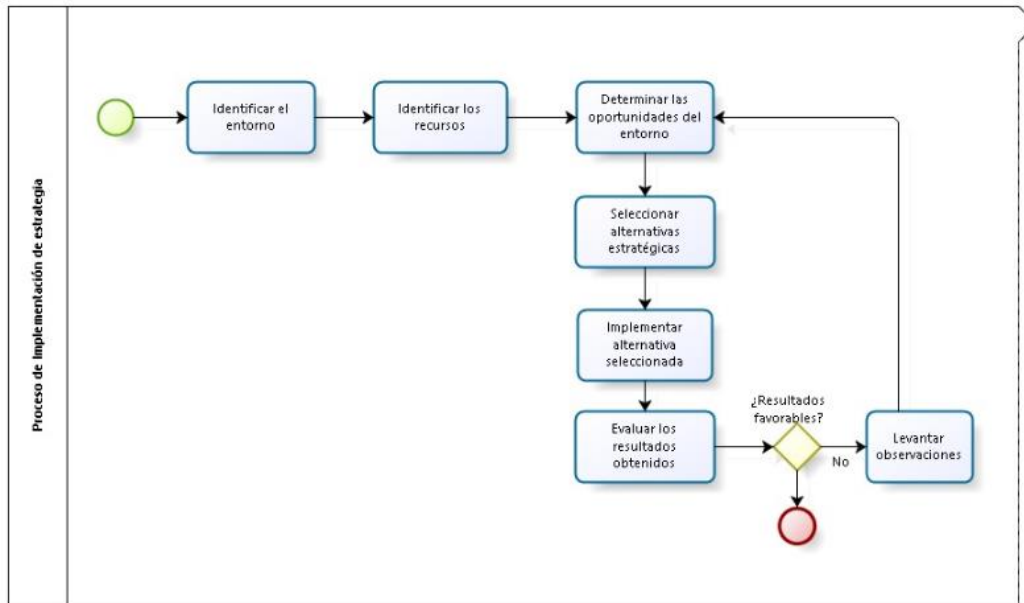 Proceso de Implementación de estrategia
Identificar el
entorno
Identificar los
recursos
Determinar las
oportunidades del
entorno
Seleccionar
alternativas
estratégicas
Implementar
alternativa
seleccionada
Evaluar los
resultados
obtenidos
¿Resultados
favorables?
No
Levantar
observaciones